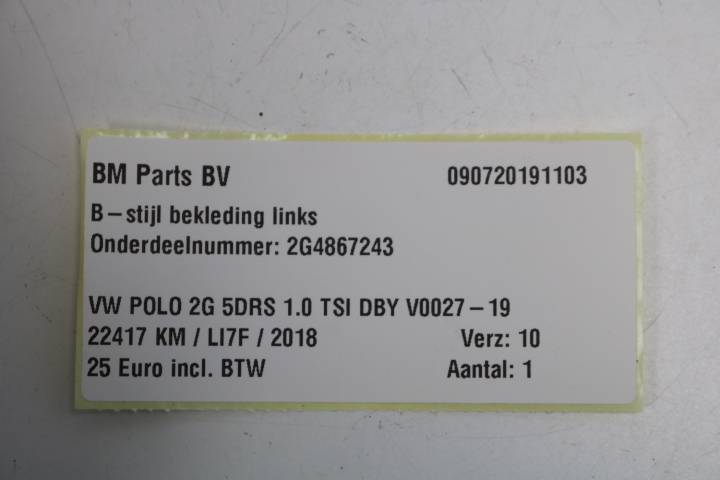 BM Parts BV 090720191103
B-stijl bekleding links
Onderdeelnummer: 2G4867243
VW POLO 2G 5DRS 1.0 TSI DBY V0027-19
22417 KM / LI7F / 2018 Verz: 10
25 Euro incl. BTW Aantal: 1